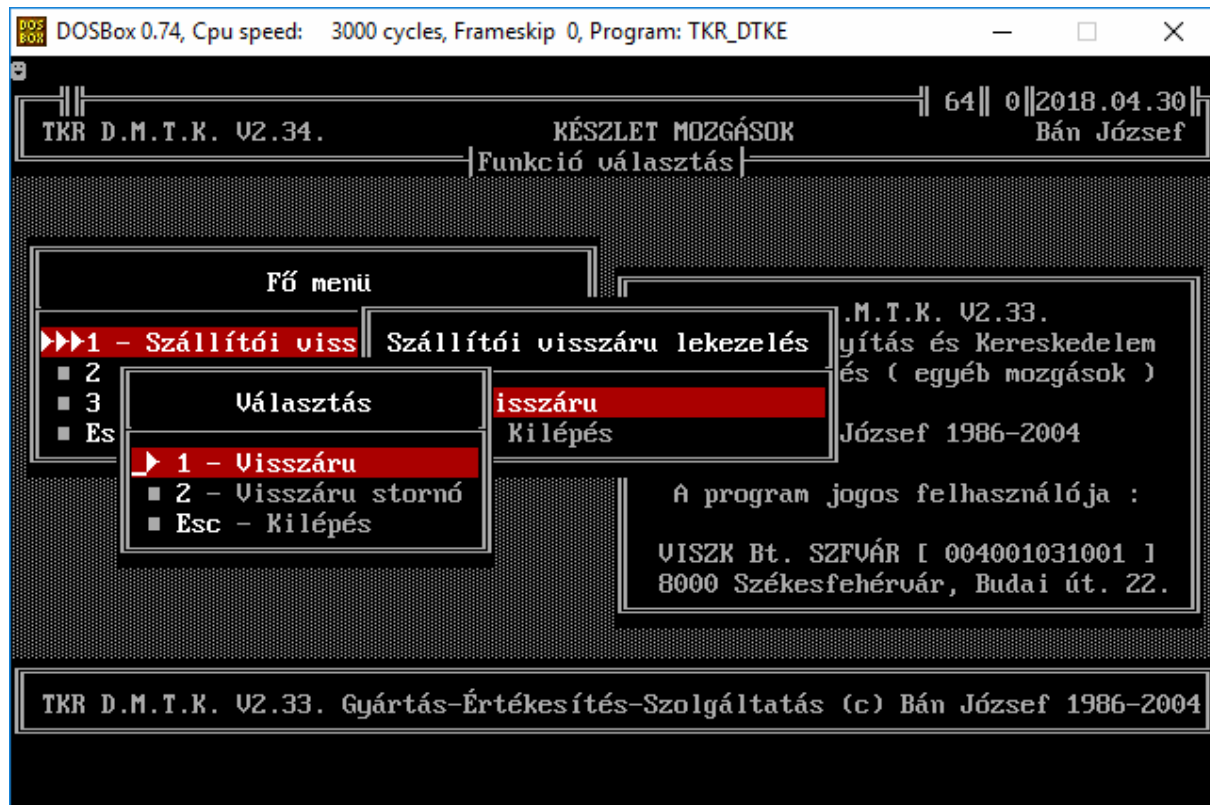 DOSBox 0.74, Cpu speed: 3000 cycles, Frameskip 0, Program: TKR_DTKE
64 0 2018.04.30
TKR D.M.T.K. V2.34. KÉSZLET MOZGÁSOK Bán József
Funkció választás
Fő menü
1 - Szállítói viss
2
3
Es
Szállítói visszáru lekezelés
isszáru
Kilépés
Választás
1 - Visszáru
2 - Visszáru stornó
Esc - Kilépés
.M.T.K. V2.33.
yítás és Kereskedelem
és ( egyéb mozgások )
József 1986-2004
A program jogos felhasználója :
VISZK Bt. SZFVÁR [ 004001031001 ]
8000 Székesfehérvár, Budai út. 22.
TKR D.M.T.K. V2.33. Gyártás-Értékesítés-Szolgáltatás (c) Bán József 1986-2004